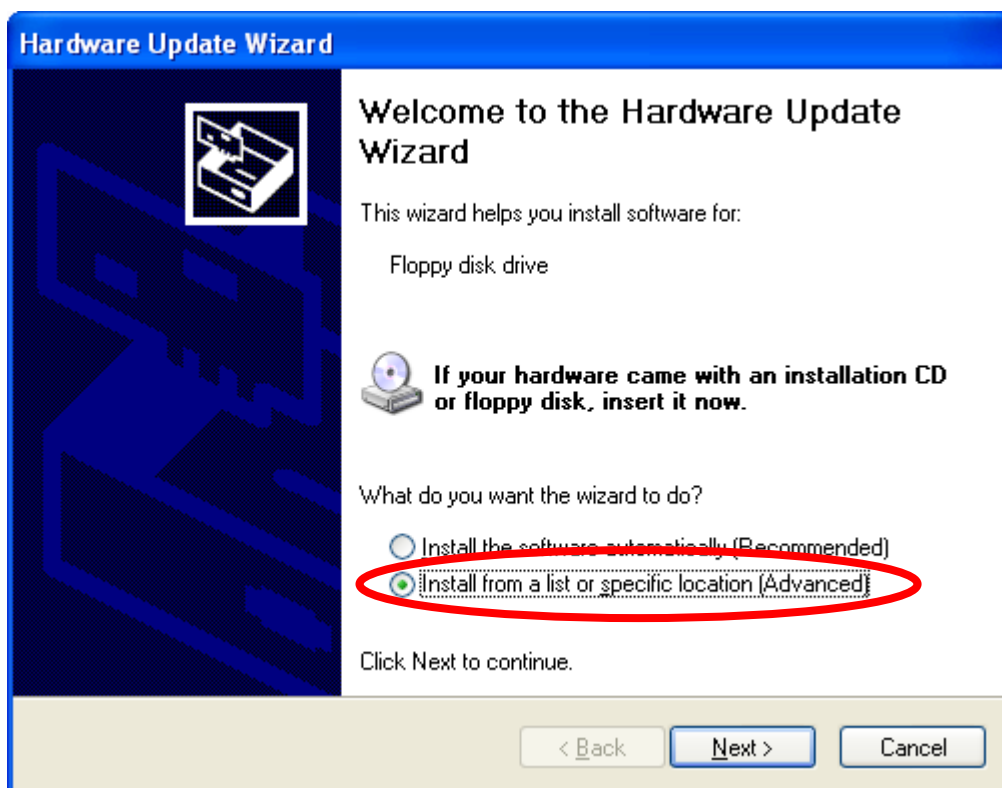 Hardware Update Wizard
Welcome to the Hardware Update
Wizard
This wizard helps you install software for:
Floppy disk drive
If your hardware came with an installation CD
or floppy disk, insert it now.
What do you want the wizard to do?
Install the software automatically (Recommended)
Install from a list or specific location (Advanced)
Click Next to continue.
< Back
Next >
Cancel